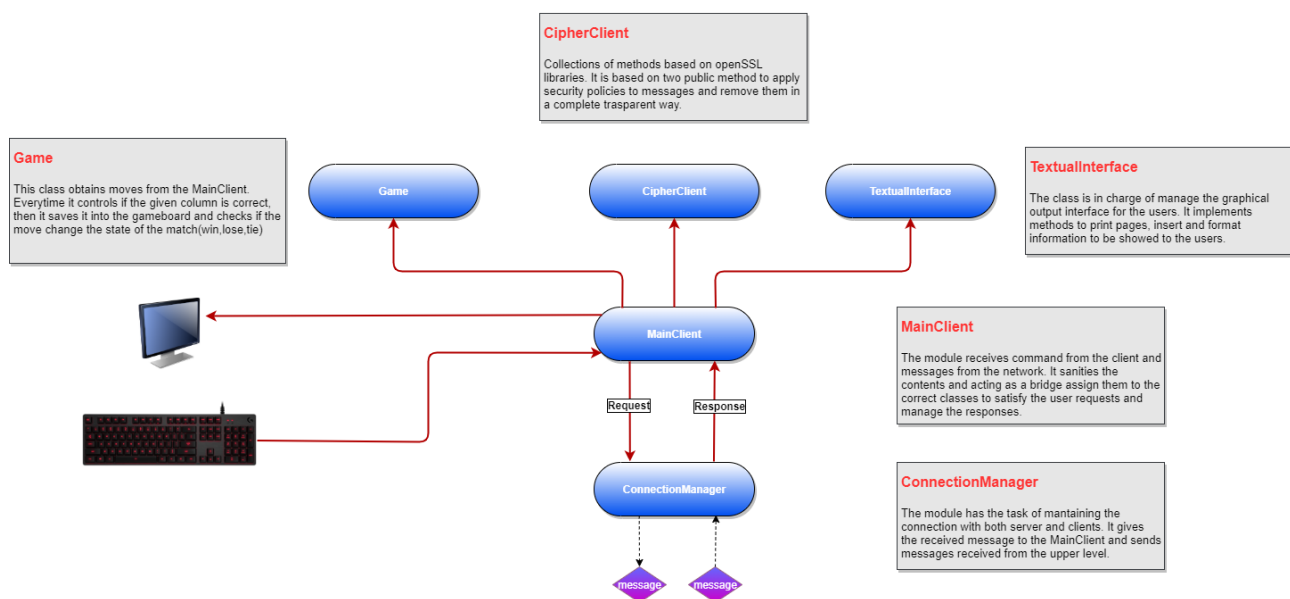 CipherClient
Collections of methods based on openSSL
libraries. It is based on two public method to apply
security policies to messages and remove them in
a complete trasparent way.
Game
This class obtains moves from the MainClient.
Everytime it controls if the given column is correct,
then it saves it into the gameboard and checks if the
move change the state of the match(win,lose,tie)
Game
CipherClient
TextualInterface
TextualInterface
The class is in charge of manage the graphical
output interface for the users. It implements
methods to print pages, insert and format
information to be showed to the users.
MainClient
MainClient
The module receives command from the client and
messages from the network. It sanities the
contents and acting as a bridge assign them to the
correct classes to satisfy the user requests and
manage the responses.
Request
Response
ConnectionManager
ConnectionManager
The module has the task of mantaining the
connection with both server and clients. It gives
the received message to the MainClient and sends
messages received from the upper level.
message
message